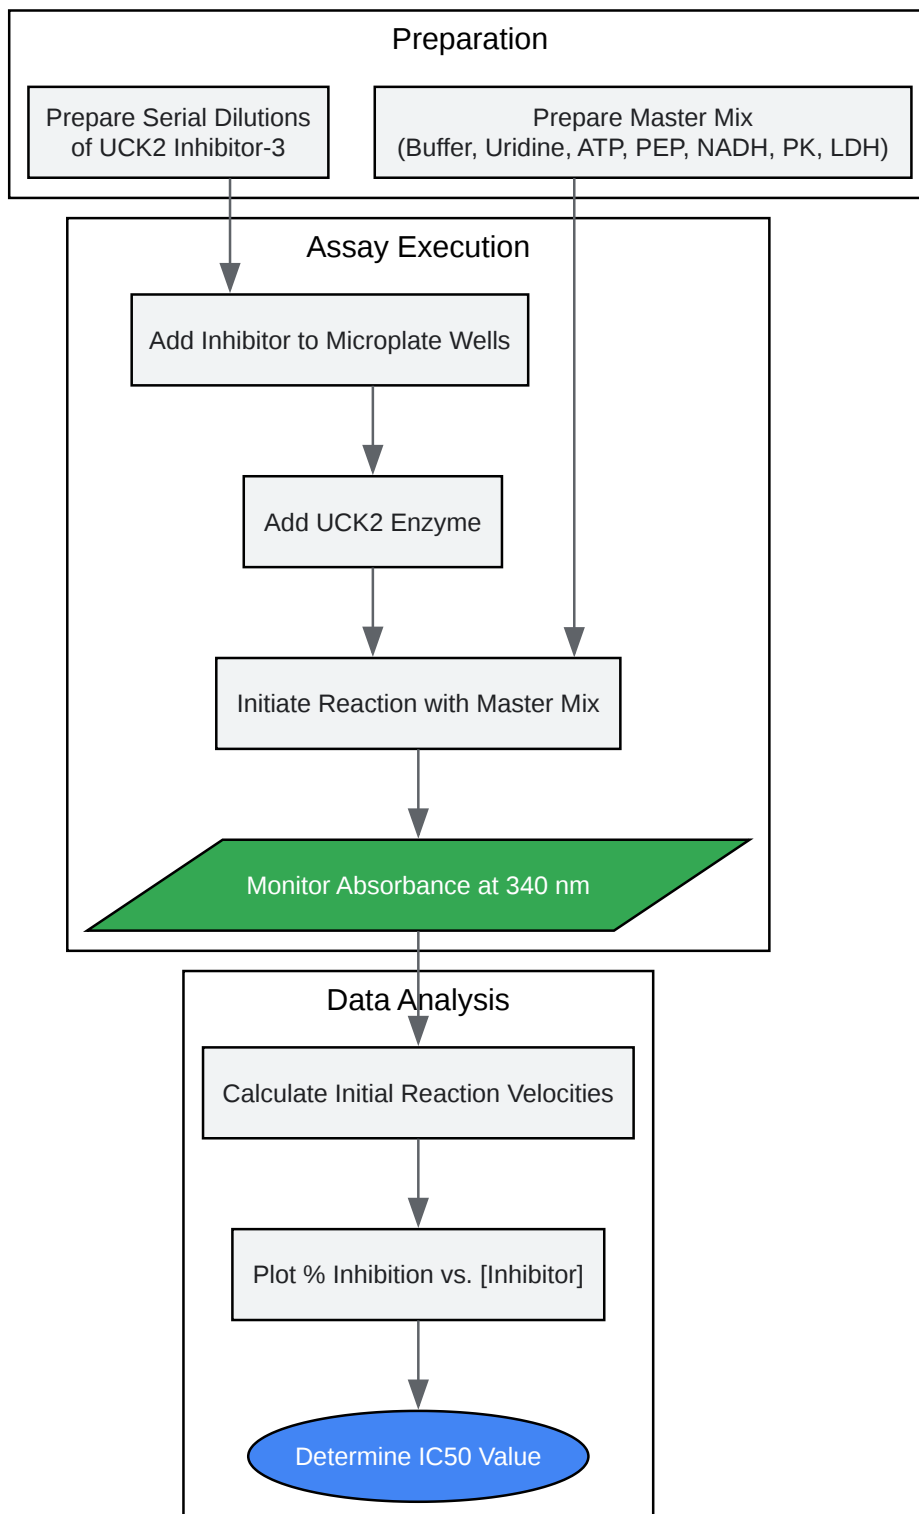 Preparation
Prepare Serial Dilutions
of UCK2 Inhibitor-3
Prepare Master Mix
(Buffer, Uridine, ATP, PEP, NADH, PK, LDH)
Assay Execution
Add Inhibitor to Microplate Wells
Add UCK2 Enzyme
Initiate Reaction with Master Mix
Monitor Absorbance at 340 nm
Data Analysis
Calculate Initial Reaction Velocities
Plot % Inhibition vs. [Inhibitor]
Determine IC50 Value